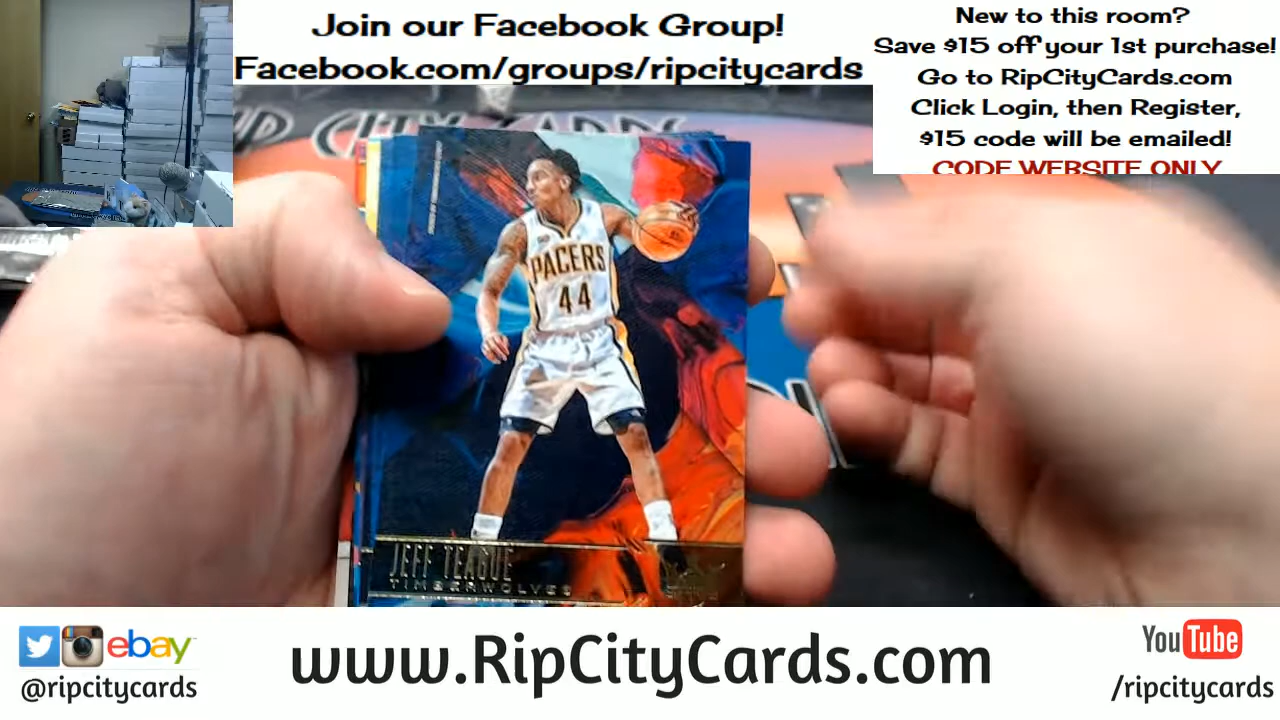 Join our Facebook Group!
Facebook.com/groups/ripcitycards
New to this room?
Save $15 off your 1st purchase!
Go to RipCityCards.com
Click Login, then Register,
$15 code will be emailed!
CODE WEBSITE ONLY
PACERS
44
JEFF TEAGUE
TIMBERWOLVES
ebay
@ripcitycards
www.RipCityCards.com
YouTube
/ripcitycards